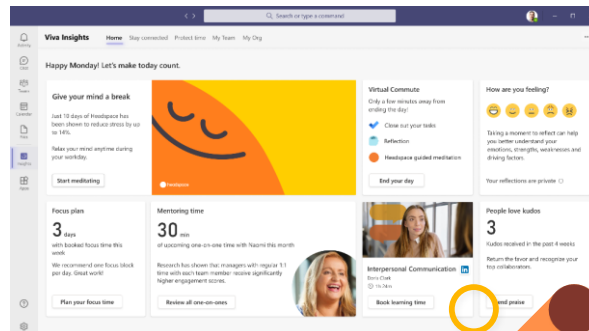 Search or type a command
Viva Insights Home Stay connected Protect time My Team My Org
Activity
Chat
Teams
Calendar
Files
Insights
Happy Monday! Let's make today count.
Give your mind a break
Just 10 days of Headspace has
been shown to reduce stress by up
to 14%.
Relax your mind anytime during
your workday.
Start meditating
headspace
Virtual Commute
Only a few minutes away from
ending the day!
Close out your tasks
Reflection
Headspace guided meditation
End your day
How are you feeling?
Taking a moment to reflect can help
you better understand your
emotions, strengths, weaknesses and
driving factors
Your reflections are private
Focus plan
3 days
with booked focus time this
week
We recommend one focus block
per day. Great work!
Plan your focus time
Mentoring time
30 min
of upcoming one-on-one time with Naomi this month
Research has shown that managers with regular 1:1
time with each team member receive significantly
higher engagement scores.
Review all one-on-ones
Interpersonal Communication in
Clark
1h 24m
Book learning time
People love kudos
3
Kudos received in the past 4 weeks
Return the favor and recognize your
top collaborators.
Send praise